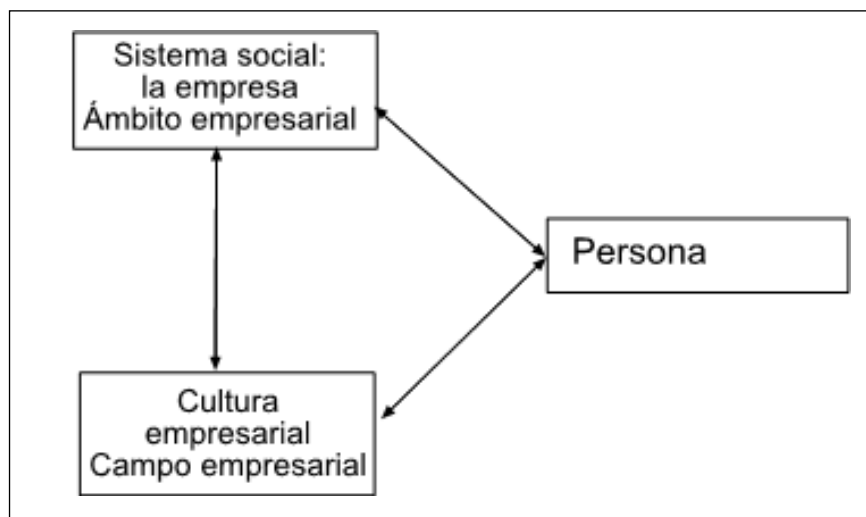 Sistema social:
la empresa
Ámbito empresarial
Persona
Cultura
empresarial
Campo empresarial